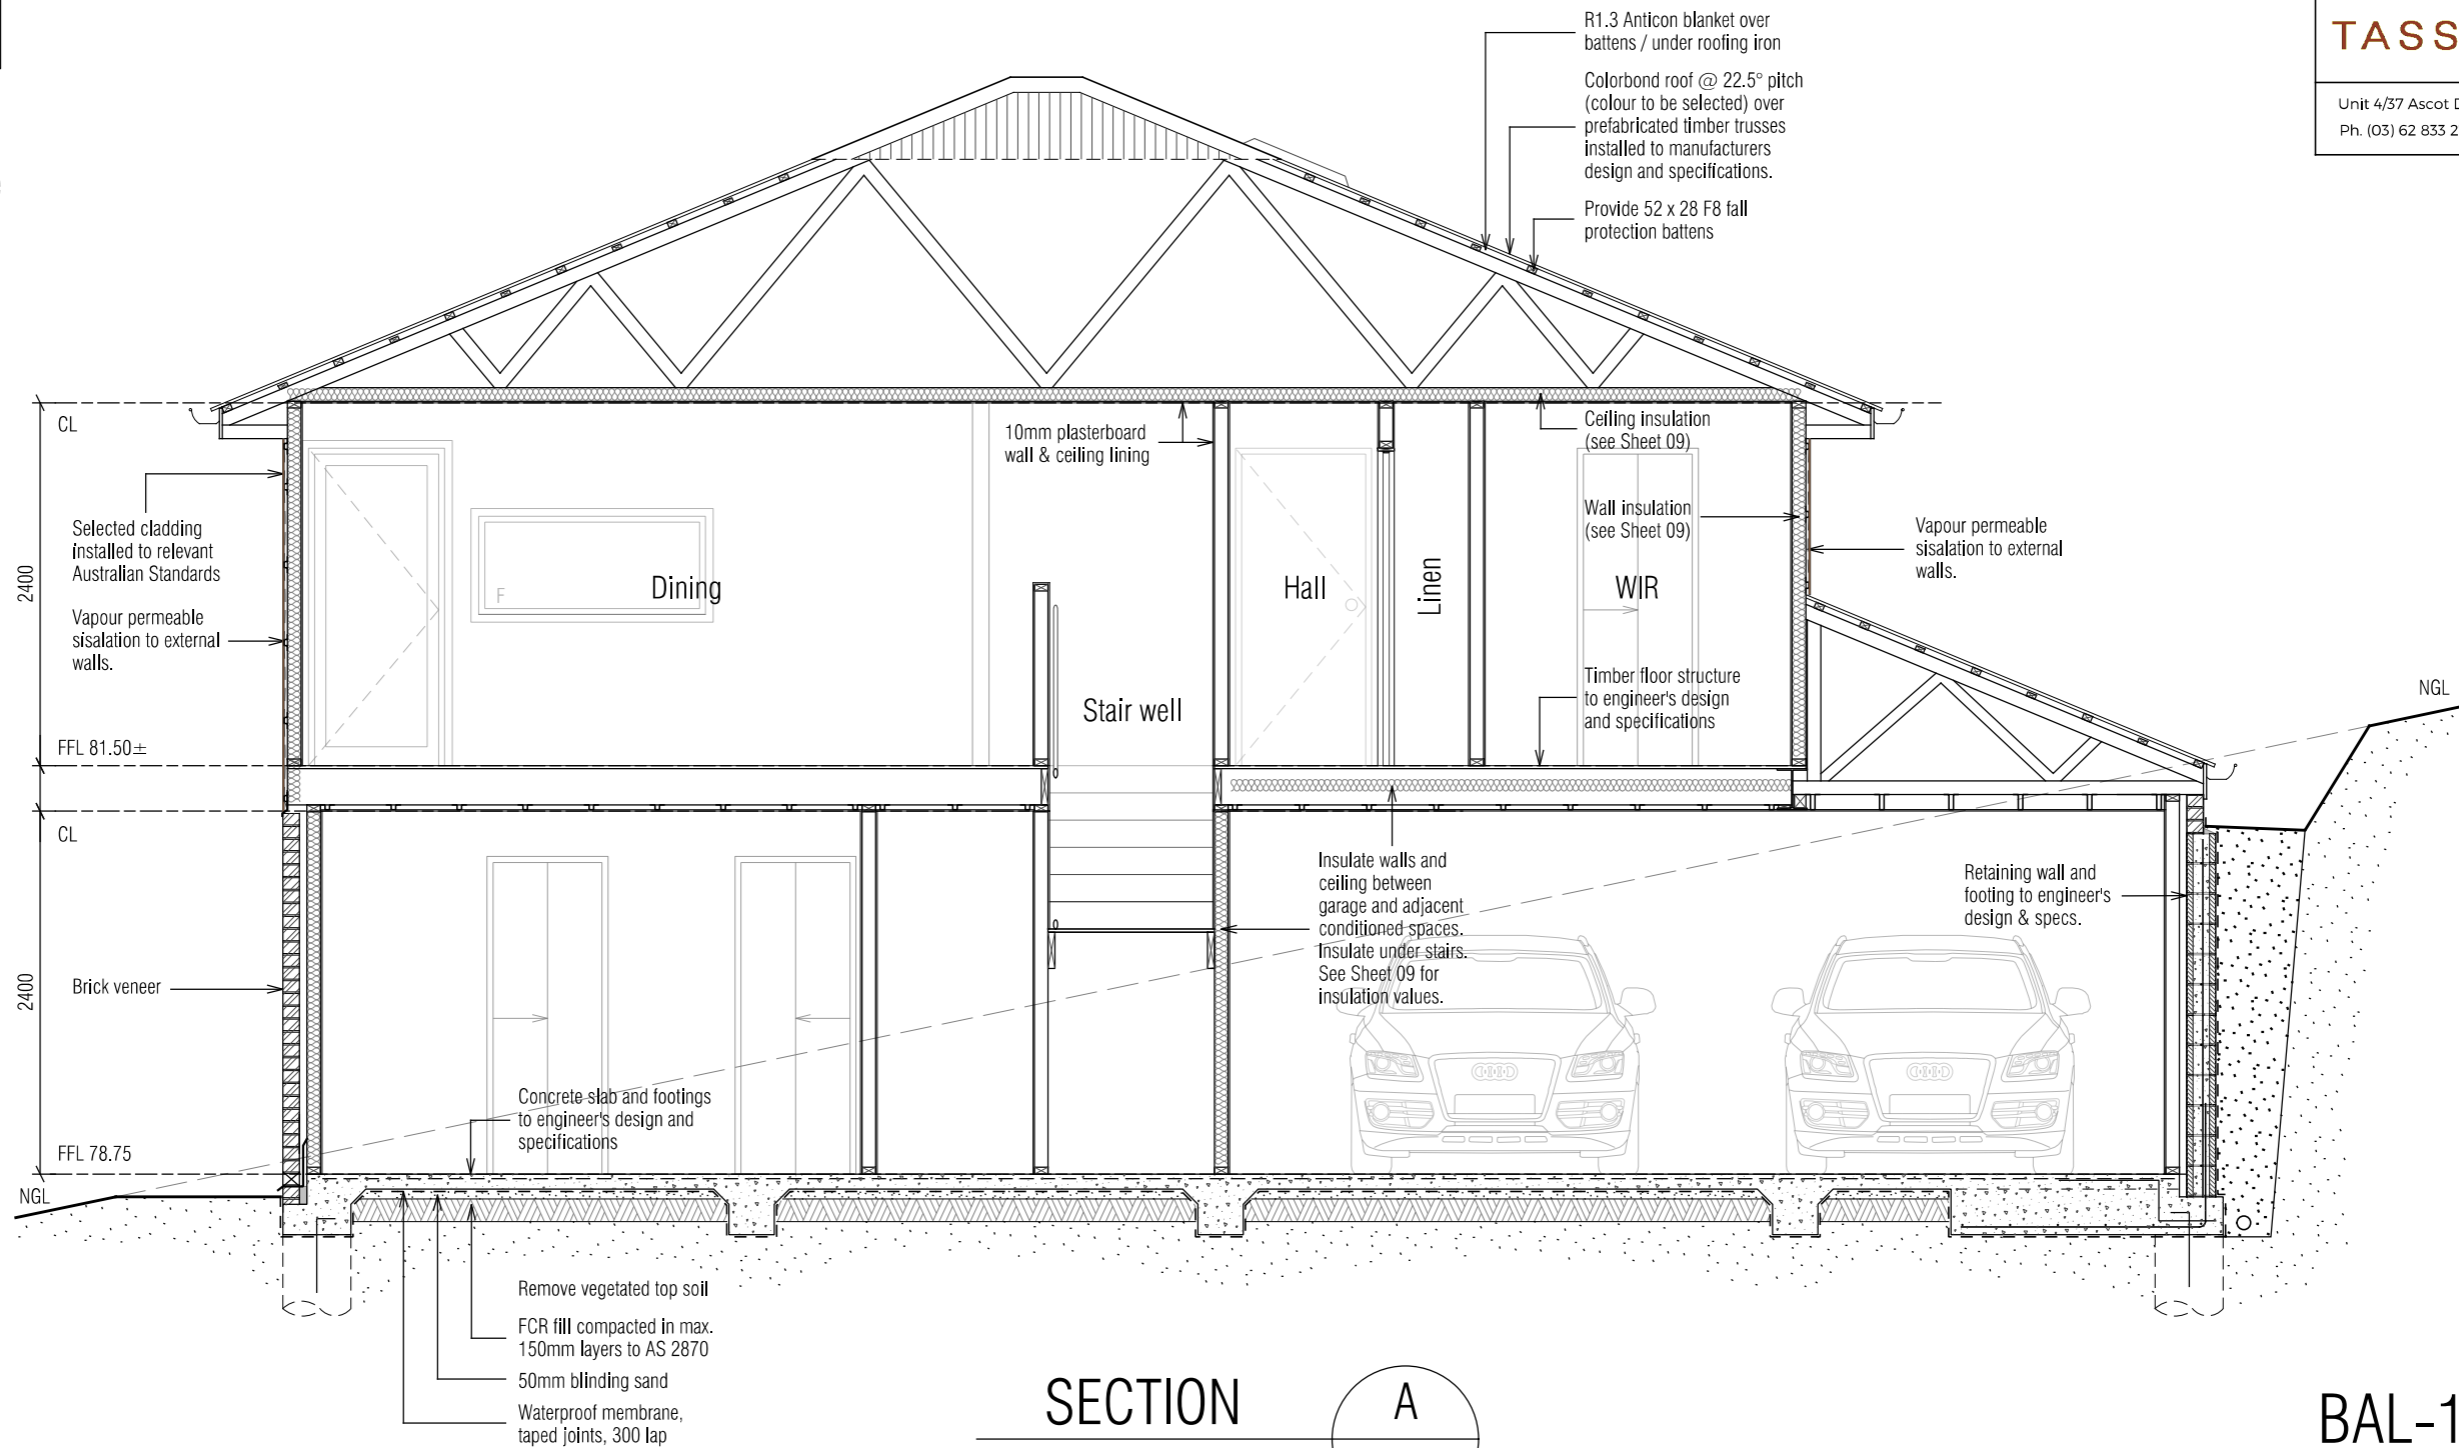 R1.3 Anticon blanket over
battens / under roofing iron
Colorbond roof @ 22.5° pitch
(colour to be selected) over
prefabricated timber trusses
installed to manufacturers
design and specifications.
Provide 52 x 28 F8 fall
protection battens
TASS
Unit 4/37 Ascot D
Ph. (03) 62 833 2
CL
10mm plasterboard
wall & ceiling lining
Ceiling insulation
(see Sheet 09)
Selected cladding
installed to relevant
Australian Standards
Wall insulation
(see Sheet 09)
Vapour permeable
sisalation to external
walls.
2400
F
Dining
Hall
Linen
WIR
Vapour permeable
sisalation to external
walls.
Timber floor structure
to engineer's design
and specifications
Stair well
NGL
FFL 81.50±
CL
Insulate walls and
ceiling between
garage and adjacent
conditioned spaces.
Insulate under stairs.
See Sheet 09 for
insulation values.
Retaining wall and
footing to engineer's
design & specs.
2400
Brick veneer
Concrete slab and footings
to engineer's design and
specifications
FFL 78.75
NGL
Remove vegetated top soil
FCR fill compacted in max.
150mm layers to AS 2870
50mm blinding sand
Waterproof membrane,
taped joints, 300 lap
SECTION
A
BAL-1